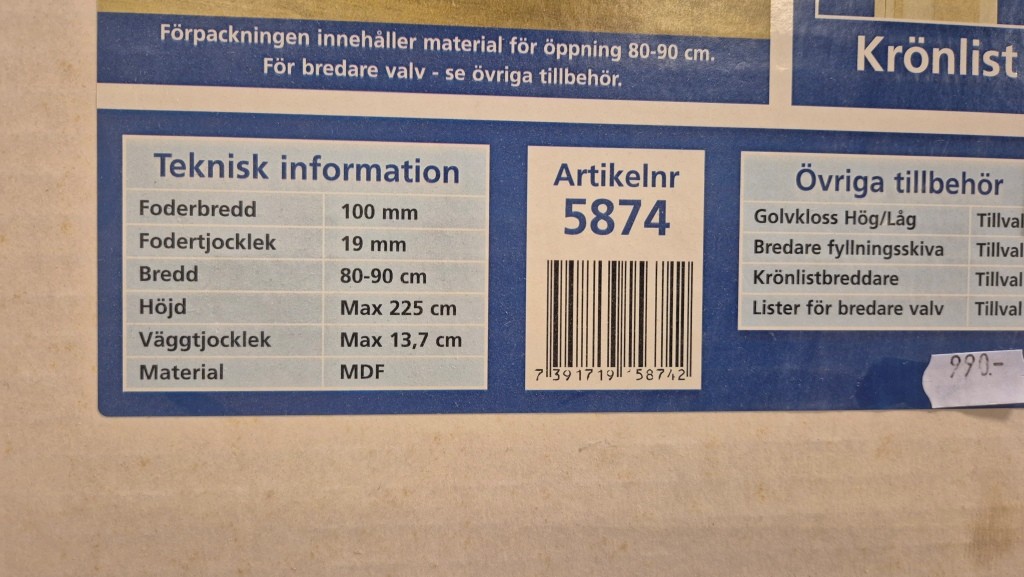 Förpackningen innehåller material för öppning 80-90 cm.
För bredare valv - se övriga tillbehör.
Krönlist
Teknisk information
Foderbredd 100 mm
Fodertjocklek 19 mm
Bredd 80-90 cm
Höjd Max 225 cm
Väggtjocklek Max 13,7 cm
Material MDF
Artikelnr
5874
7 391719 58742
Övriga tillbehör
Golvkloss Hög/Låg Tillval
Bredare fyllningsskiva Tillval
Krönlistbreddare Tillval
Lister för bredare valv Tillval
990.-